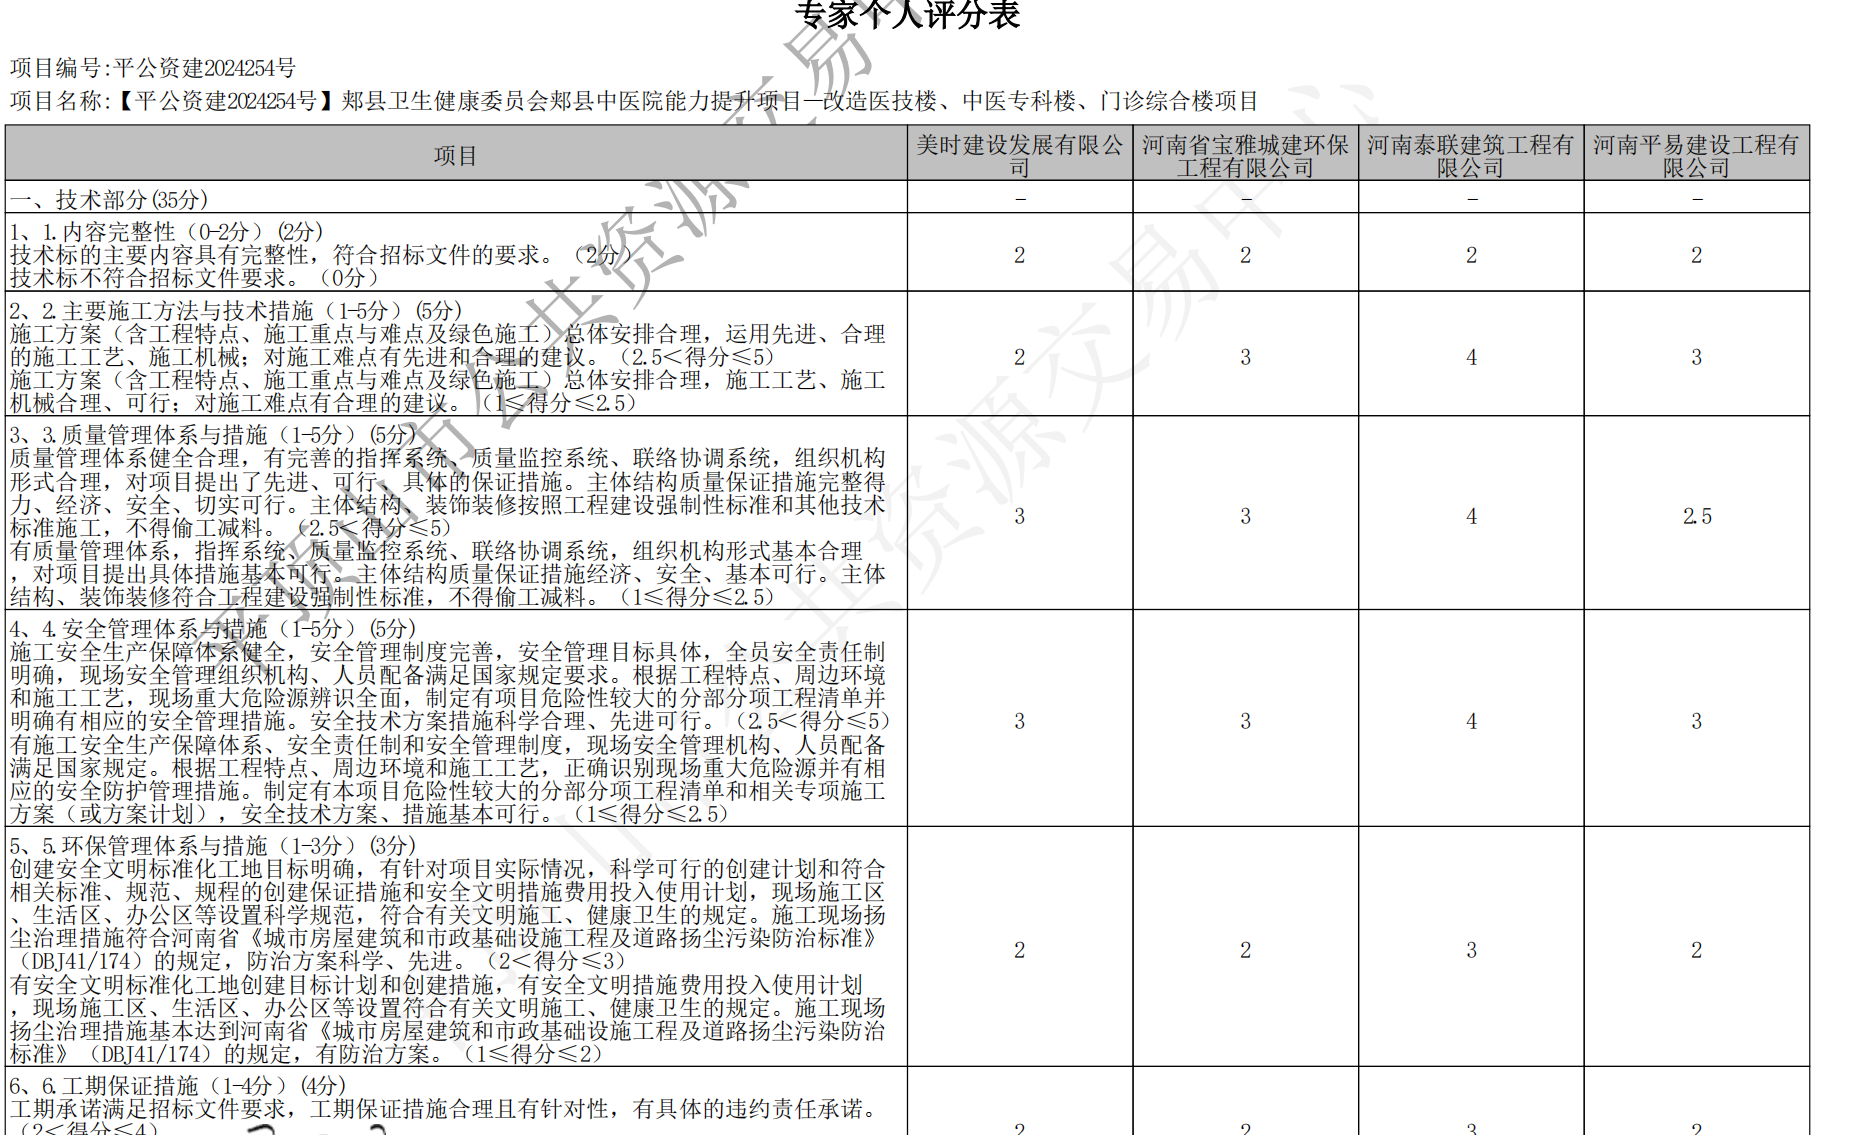 专家个人评分表
项目编号:平公资建2024254号
项目名称:【平公资建2024254号】郏县卫生健康委员会郏县中医院能力提升项目—改造医技楼、中医专科楼、门诊综合楼项目
项目
美时建设发展有限公
司
河南省宝雅城建环保
工程有限公司
河南泰联建筑工程有
限公司
河南平易建设工程有
限公司
一、技术部分(35分)
-
-
-
-
1、1.内容完整性（0-2分）(2分)
技术标的主要内容具有完整性，符合招标文件的要求。（2分）
技术标不符合招标文件要求。（0分）
2
2
2
2
2、2.主要施工方法与技术措施（1-5分）(5分)
施工方案（含工程特点、施工重点与难点及绿色施工）总体安排合理，运用先进、合理
的施工工艺、施工机械；对施工难点有先进和合理的建议。（2.5＜得分≤5）
施工方案（含工程特点、施工重点与难点及绿色施工）总体安排合理，施工工艺、施工
机械合理、可行；对施工难点有合理的建议。（1≤得分≤2.5）
2
3
4
3
3、3.质量管理体系与措施（1-5分）(5分)
质量管理体系健全合理，有完善的指挥系统、质量监控系统、联络协调系统，组织机构
形式合理，对项目提出了先进、可行、具体的保证措施。主体结构质量保证措施完整得
力、经济、安全、切实可行。主体结构、装饰装修按照工程建设强制性标准和其他技术
标准施工，不得偷工减料。（2.5＜得分≤5）
有质量管理体系，指挥系统、质量监控系统、联络协调系统，组织机构形式基本合理
，对项目提出具体措施基本可行。主体结构质量保证措施经济、安全、基本可行。主体
结构、装饰装修符合工程建设强制性标准，不得偷工减料。（1≤得分≤2.5）
3
3
4
2.5
4、4.安全管理体系与措施（1-5分）(5分)
施工安全生产保障体系健全，安全管理制度完善，安全管理目标具体，全员安全责任制
明确，现场安全管理组织机构、人员配备满足国家规定要求。根据工程特点、周边环境
和施工工艺，现场重大危险源辨识全面，制定有项目危险性较大的分部分项工程清单并
明确有相应的安全管理措施。安全技术方案措施科学合理、先进可行。（2.5＜得分≤5）
有施工安全生产保障体系、安全责任制和安全管理制度，现场安全管理机构、人员配备
满足国家规定。根据工程特点、周边环境和施工工艺，正确识别现场重大危险源并有相
应的安全防护管理措施。制定有本项目危险性较大的分部分项工程清单和相关专项施工
方案（或方案计划），安全技术方案、措施基本可行。（1≤得分≤2.5）
3
3
4
3
5、5.环保管理体系与措施（1-3分）(3分)
创建安全文明标准化工地目标明确，有针对项目实际情况，科学可行的创建计划和符合
相关标准、规范、规程的创建保证措施和安全文明措施费用投入使用计划，现场施工区
、生活区、办公区等设置科学规范，符合有关文明施工、健康卫生的规定。施工现场扬
尘治理措施符合河南省《城市房屋建筑和市政基础设施工程及道路扬尘污染防治标准》
（DBJ41/174）的规定，防治方案科学、先进。（2＜得分≤3）
有安全文明标准化工地创建目标计划和创建措施，有安全文明措施费用投入使用计划
，现场施工区、生活区、办公区等设置符合有关文明施工、健康卫生的规定。施工现场
扬尘治理措施基本达到河南省《城市房屋建筑和市政基础设施工程及道路扬尘污染防治
标准》（DBJ41/174）的规定，有防治方案。（1≤得分≤2）
2
2
3
2
6、6.工期保证措施（1-4分）(4分)
工期承诺满足招标文件要求，工期保证措施合理且有针对性，有具体的违约责任承诺。
（2＜得分≤4）
2
2
3
2
平顶山市公共资源交易中
山市公共资源交易中心